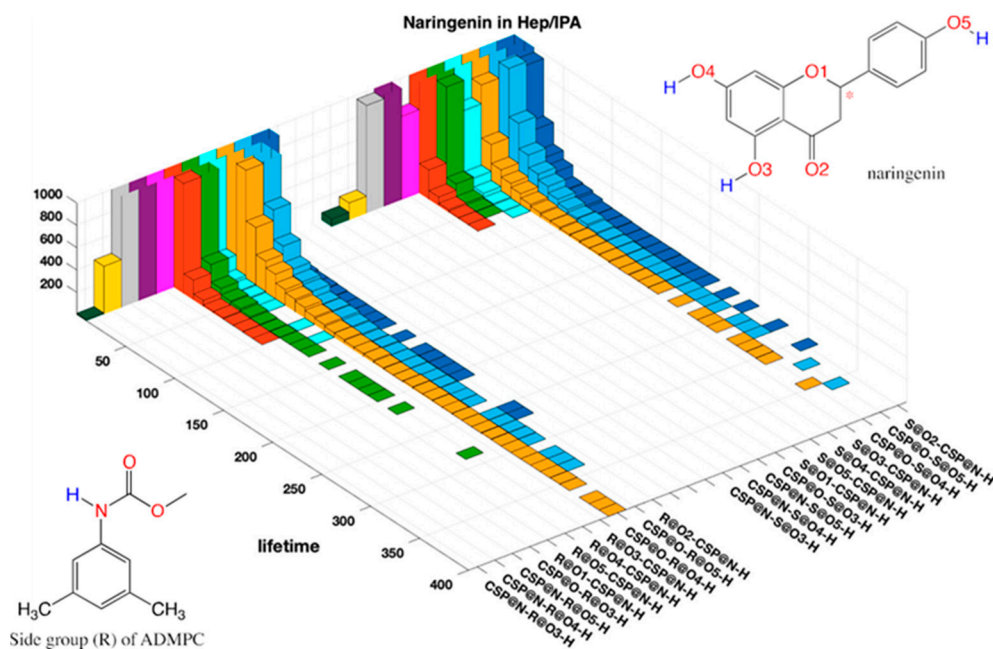 Naringenin in Hep/IPA
O5
H
O4
H
O1
*
O3
H
O2
naringenin
1000
800
600
400
200
50
100
150
200
250
300
350
400
lifetime
S@O2-CSP@N-H
CSP@O-S@O5-H
CSP@O-S@O4-H
S@O3-CSP@N-H
S@O4-CSP@N-H
S@O5-CSP@N-H
CSP@O-S@O3-H
S@O1-CSP@N-H
CSP@N-S@O5-H
CSP@N-S@O4-H
CSP@N-S@O3-H
R@O2-CSP@N-H
CSP@O-R@O5-H
CSP@O-R@O4-H
R@O3-CSP@N-H
R@O4-CSP@N-H
R@O5-CSP@N-H
CSP@O-R@O3-H
R@O1-CSP@N-H
CSP@N-R@O5-H
CSP@N-R@O4-H
CSP@N-R@O3-H
O
H
N
O
H3C
CH3
Side group (R) of ADMPC